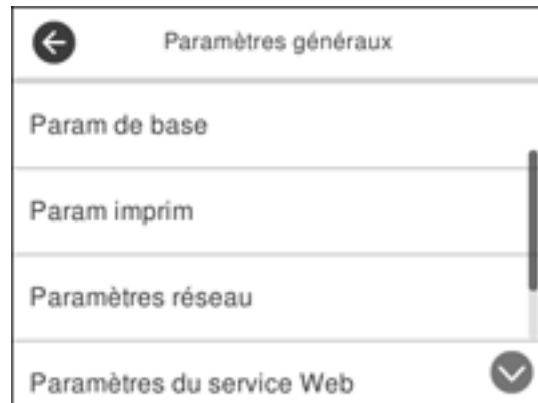 Paramètres généraux
Param de base
Param imprim
Paramètres réseau
Paramètres du service Web